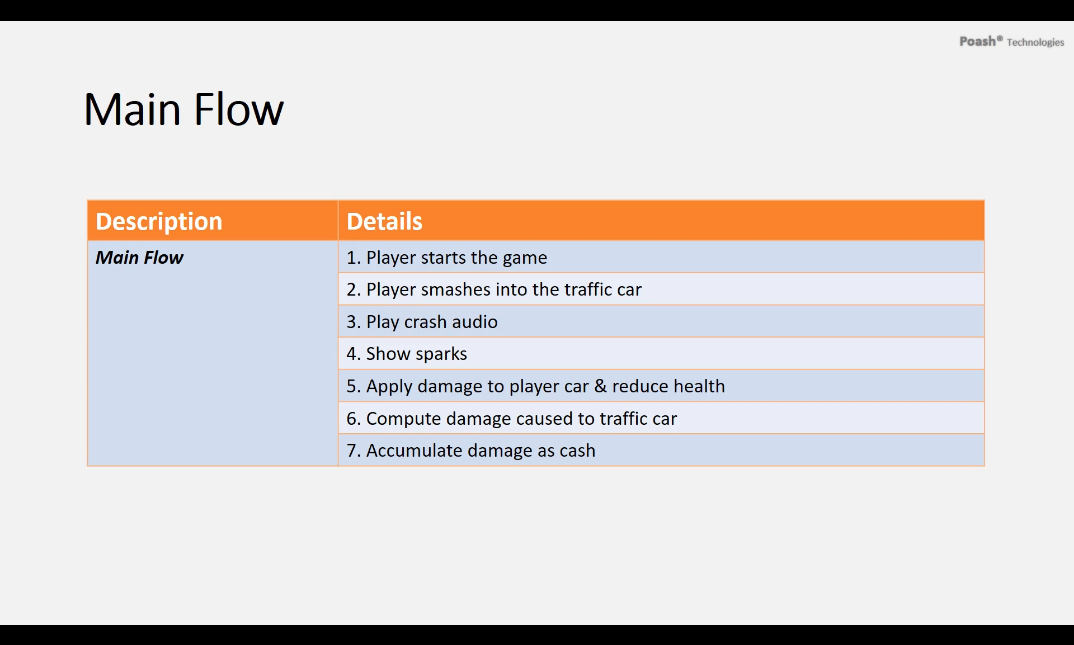 Poash® Technologies
Main Flow
Description Details
Main Flow 1. Player starts the game
2. Player smashes into the traffic car
3. Play crash audio
4. Show sparks
5. Apply damage to player car & reduce health
6. Compute damage caused to traffic car
7. Accumulate damage as cash